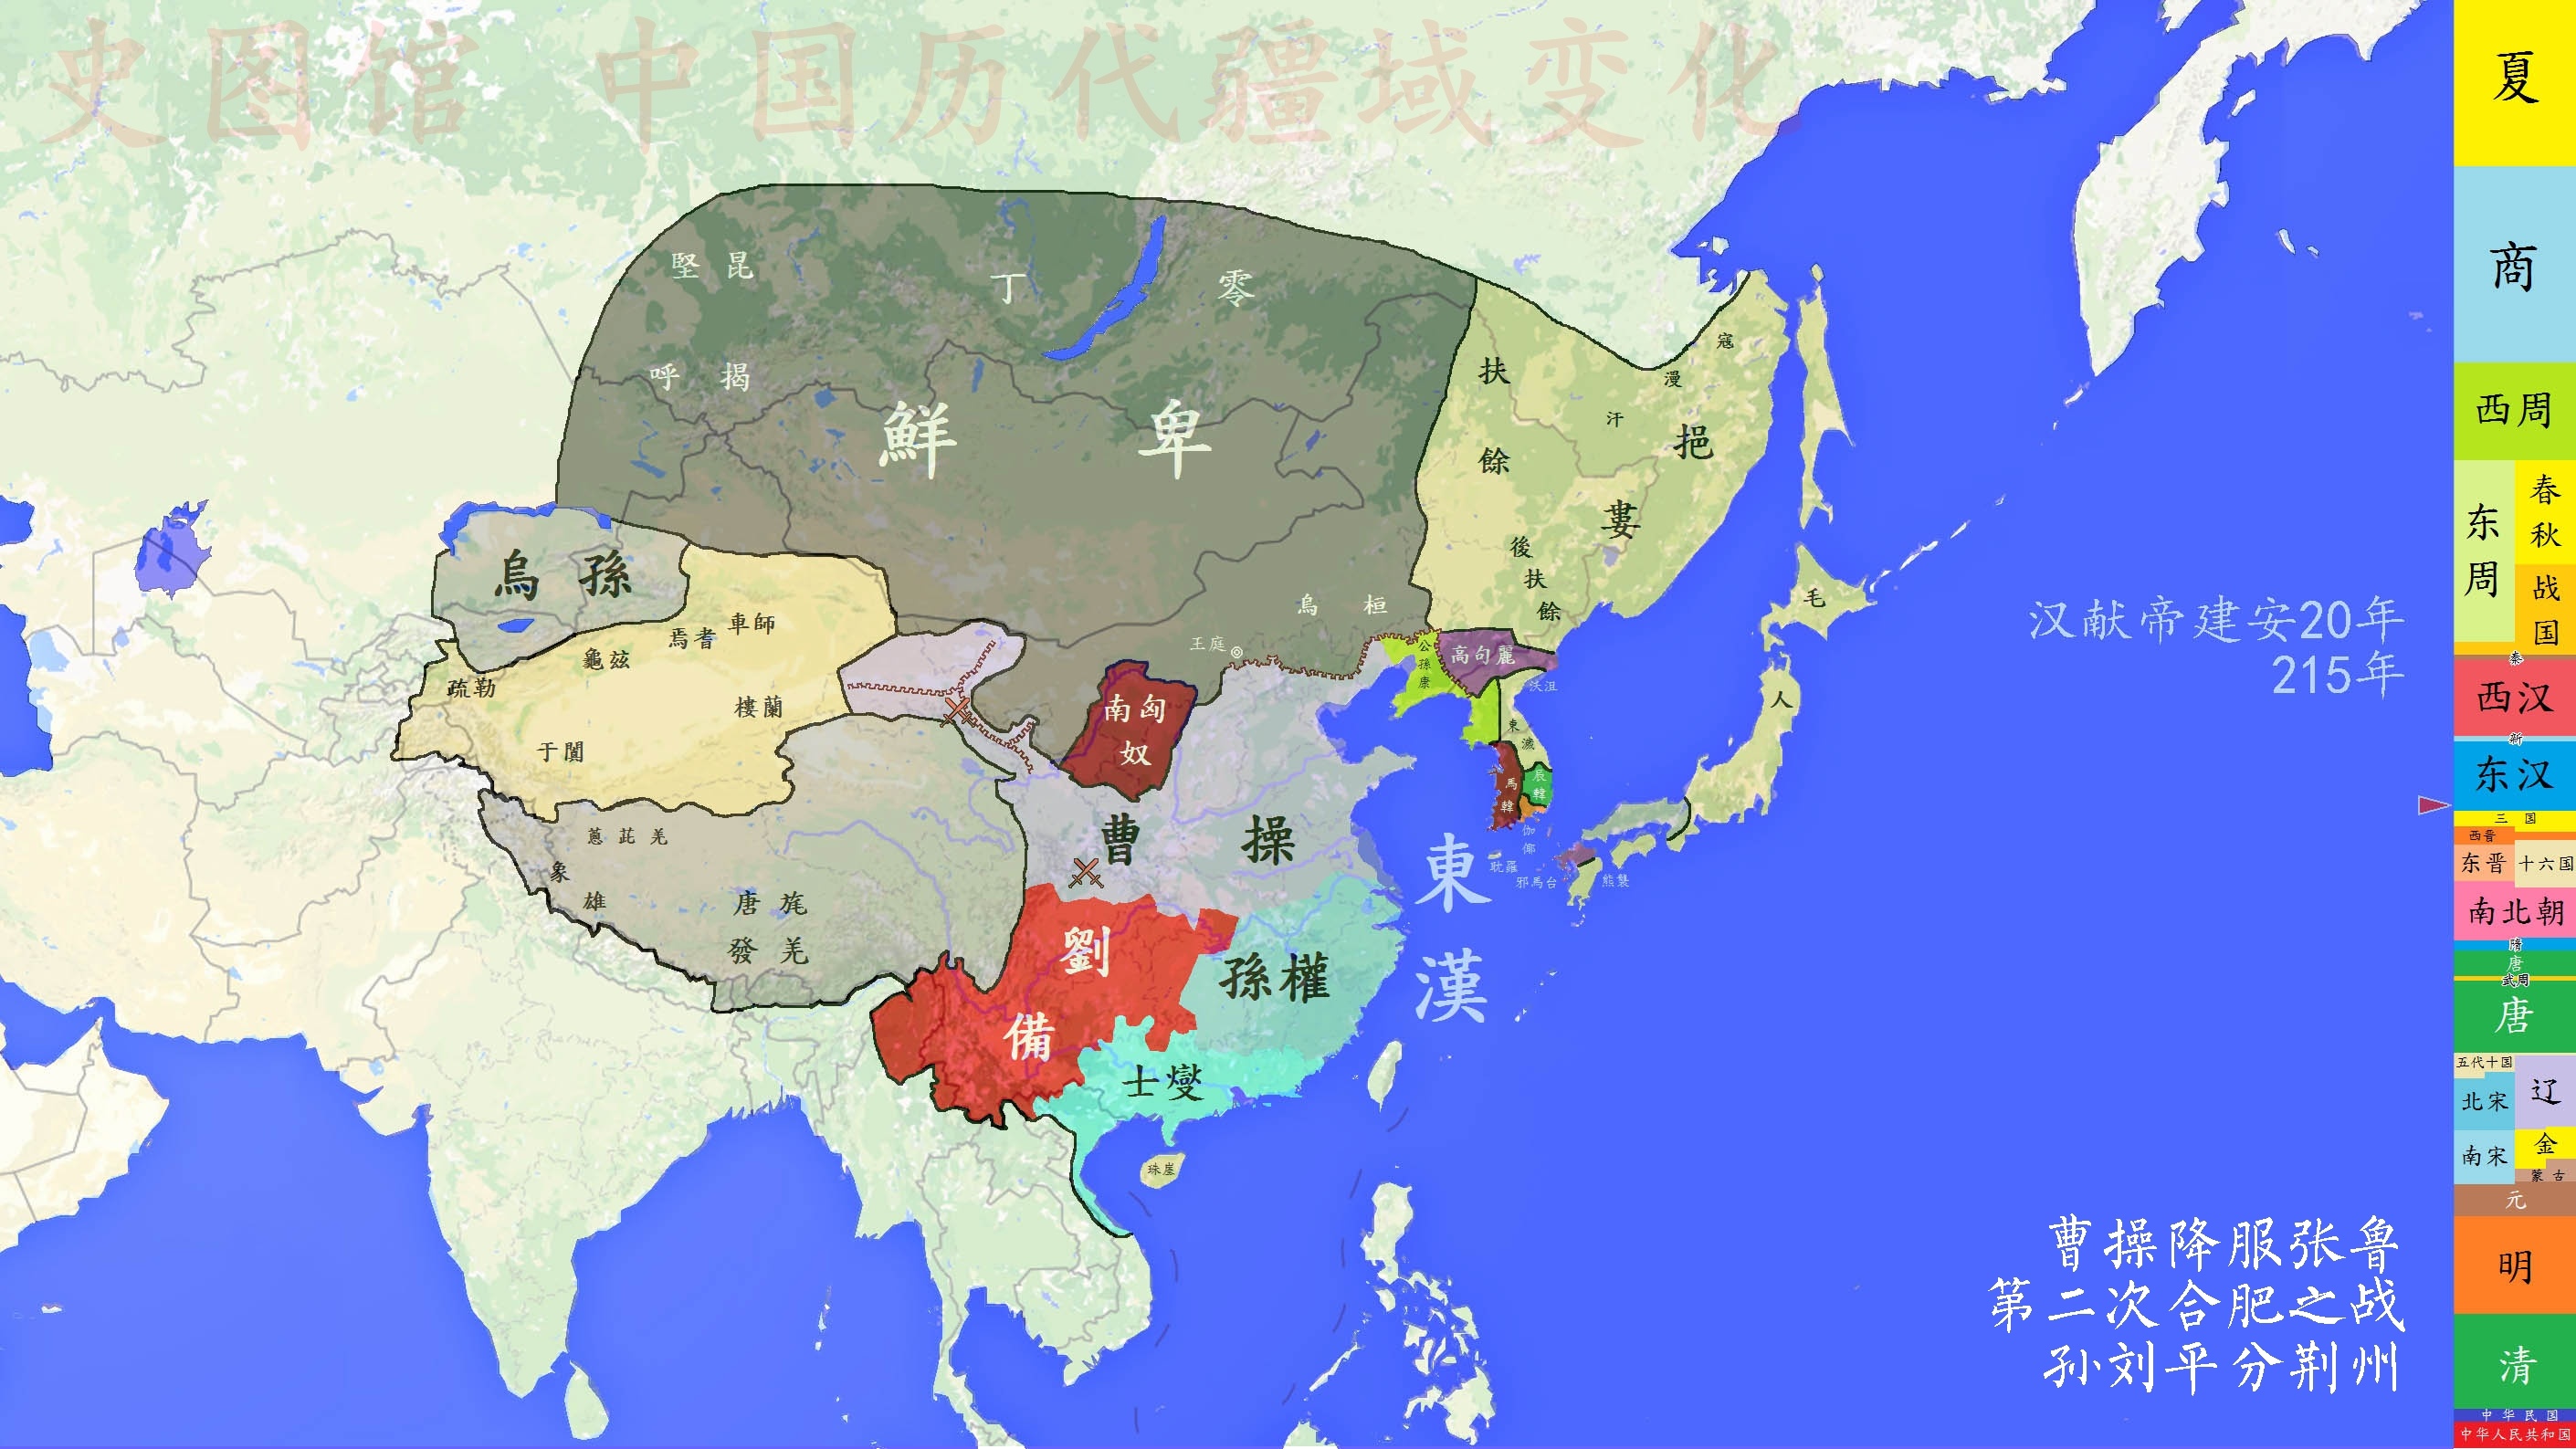 史图馆 中国历代疆域变化
堅昆
丁零
呼揭
鮮卑
扶餘
寇漫汗
挹婁
後扶餘
烏孫
焉耆
車師
龜兹
疏勒
樓蘭
于闐
烏桓
王庭
公孫康
高句麗
沃沮
東濊
南匈
奴
馬韓
辰韓
伽倻
耽羅
邪馬台
熊襲
毛
人
曹操
蔥茈羌
象雄
唐旄
發羌
劉備
孫權
士燮
珠崖
東漢
汉献帝建安20年
215年
曹操降服张鲁
第二次合肥之战
孙刘平分荆州
夏
商
西周
东周
春秋
战国
秦
西汉
新
东汉
三国
西晋
东晋
十六国
南北朝
隋
唐
武周
唐
五代十国
辽
北宋
南宋
金
蒙古
元
明
清
中华民国
中华人民共和国